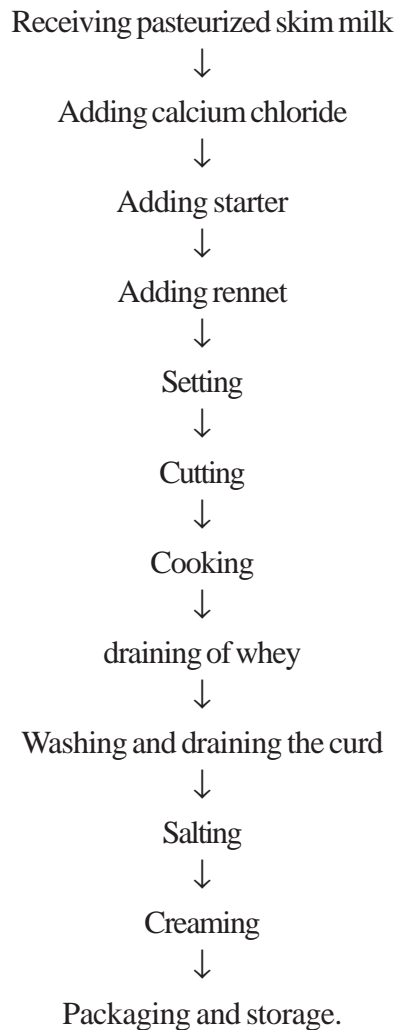 Receiving pasteurized skim milk
↓
Adding calcium chloride
↓
Adding starter
↓
Adding rennet
↓
Setting
↓
Cutting
↓
Cooking
↓
draining of whey
↓
Washing and draining the curd
↓
Salting
↓
Creaming
↓
Packaging and storage.